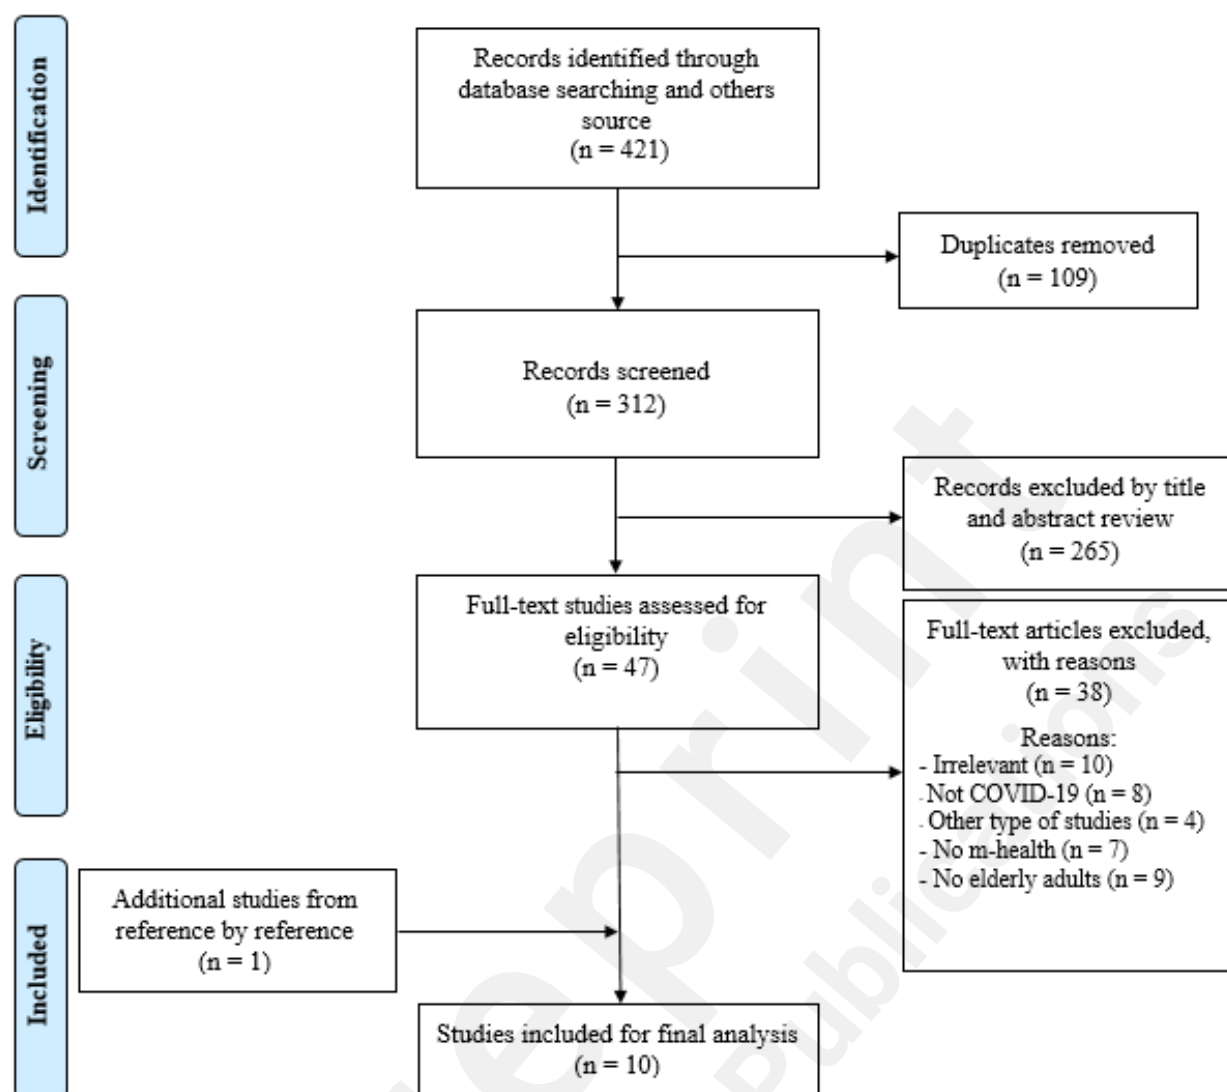 Identification
Records identified through
database searching and others
source
(n = 421)
Duplicates removed
(n = 109)
Screening
Records screened
(n = 312)
Records excluded by title
and abstract review
(n = 265)
Eligibility
Full-text studies assessed for
eligibility
(n = 47)
Full-text articles excluded,
with reasons
(n = 38)
Reasons:
- Irrelevant (n = 10)
- Not COVID-19 (n = 8)
- Other type of studies (n = 4)
- No m-health (n = 7)
- No elderly adults (n = 9)
Included
Additional studies from
reference by reference
(n = 1)
Studies included for final analysis
(n = 10)
eprint
Publications